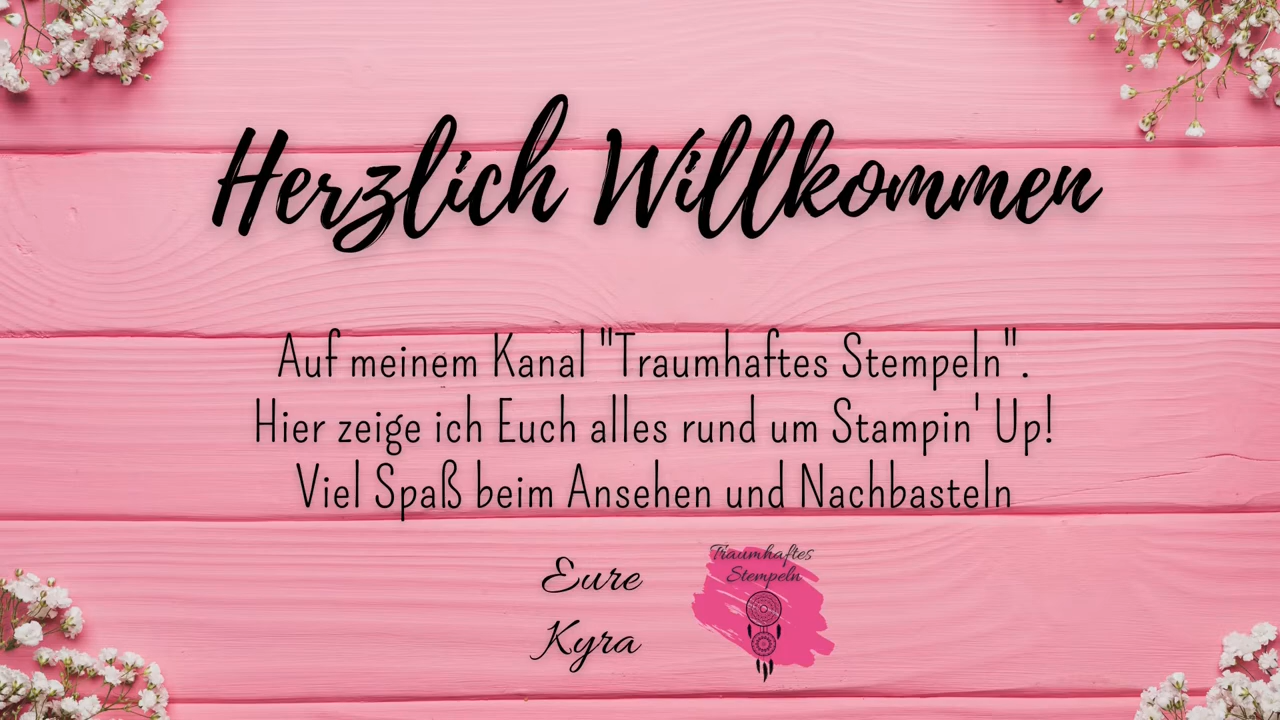 Herzlich Willkommen
Auf meinem Kanal "Traumhaftes Stempeln".
Hier zeige ich Euch alles rund um Stampin' Up!
Viel Spaß beim Ansehen und Nachbasteln
Eure
Kyra
Traumhaftes
Stempeln